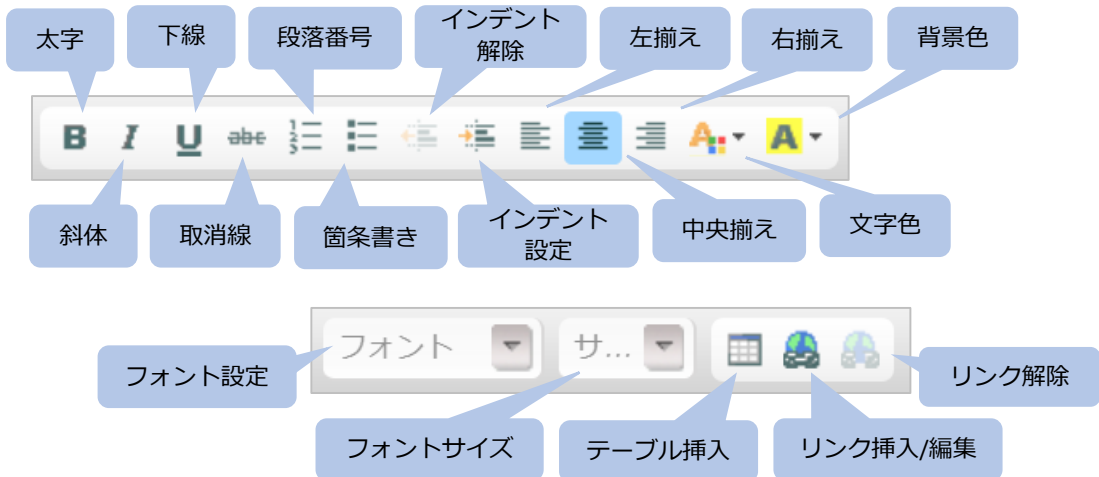 太字
下線
段落番号
インデント
解除
左揃え
右揃え
背景色
B I U abc 1 2 3 A A
斜体
取消線
箇条書き
インデント
設定
中央揃え
文字色
フォント サ...
フォント設定
リンク解除
フォントサイズ
テーブル挿入
リンク挿入/編集